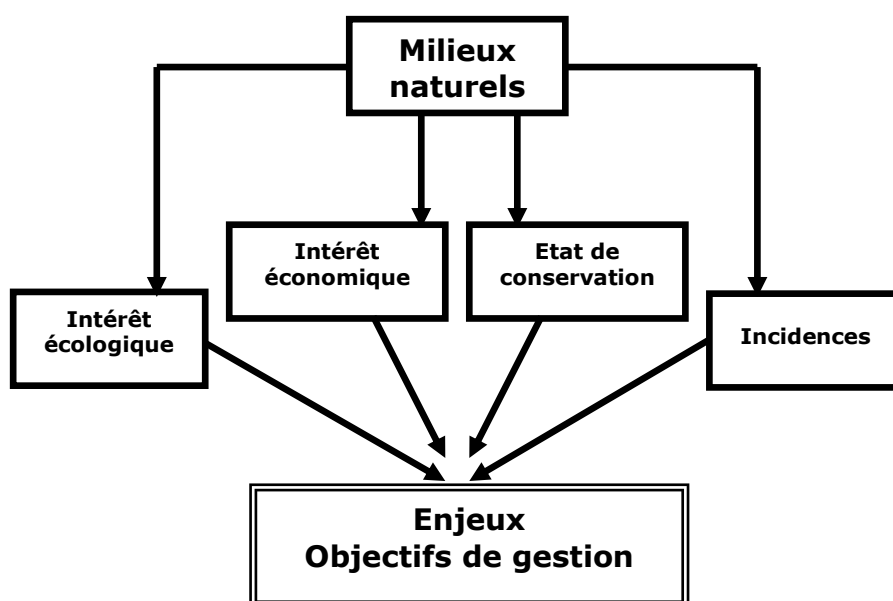 Milieux
naturels
Intérêt
économique
Etat de
conservation
Intérêt
écologique
Incidences
Enjeux
Objectifs de gestion